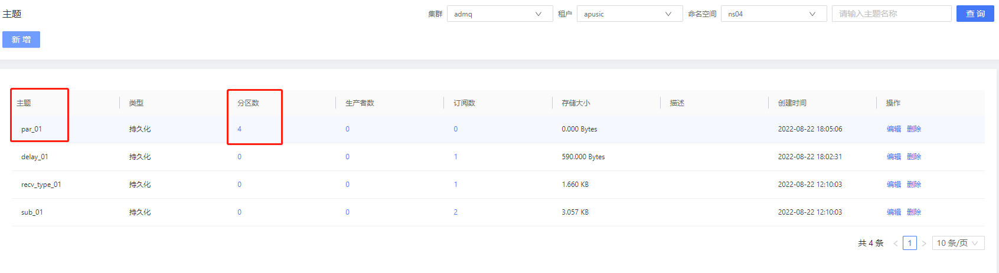 主题 集群 admq 租户 apusic 命名空间 ns04 请输入主题名称 查 询
新 增
主题 类型 分区数 生产者数 订阅数 存储大小 描述 创建时间 操作
par_01 持久化 4 0 0 0.000 Bytes 2022-08-22 18:05:06 编辑 删除
delay_01 持久化 0 0 1 590.000 Bytes 2022-08-22 18:02:31 编辑 删除
recv_type_01 持久化 0 0 1 1.660 KB 2022-08-22 12:10:03 编辑 删除
sub_01 持久化 0 0 2 3.057 KB 2022-08-22 12:10:03 编辑 删除
共 4 条 < 1 > 10 条/页